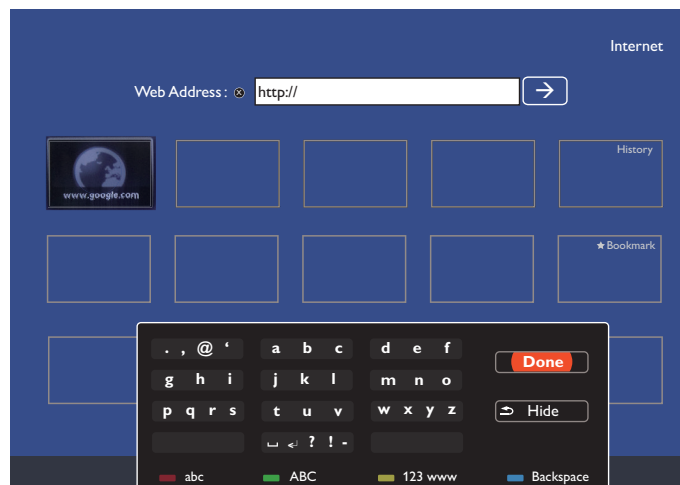 Internet
Web Address : ⓧ http:// →
www.google.com
History
★ Bookmark
. , @ ‘ a b c d e f
Done
g h i j k l m n o
p q r s t u v w x y z
Hide
⎵ ↵ ? ! -
abc ABC 123 www Backspace